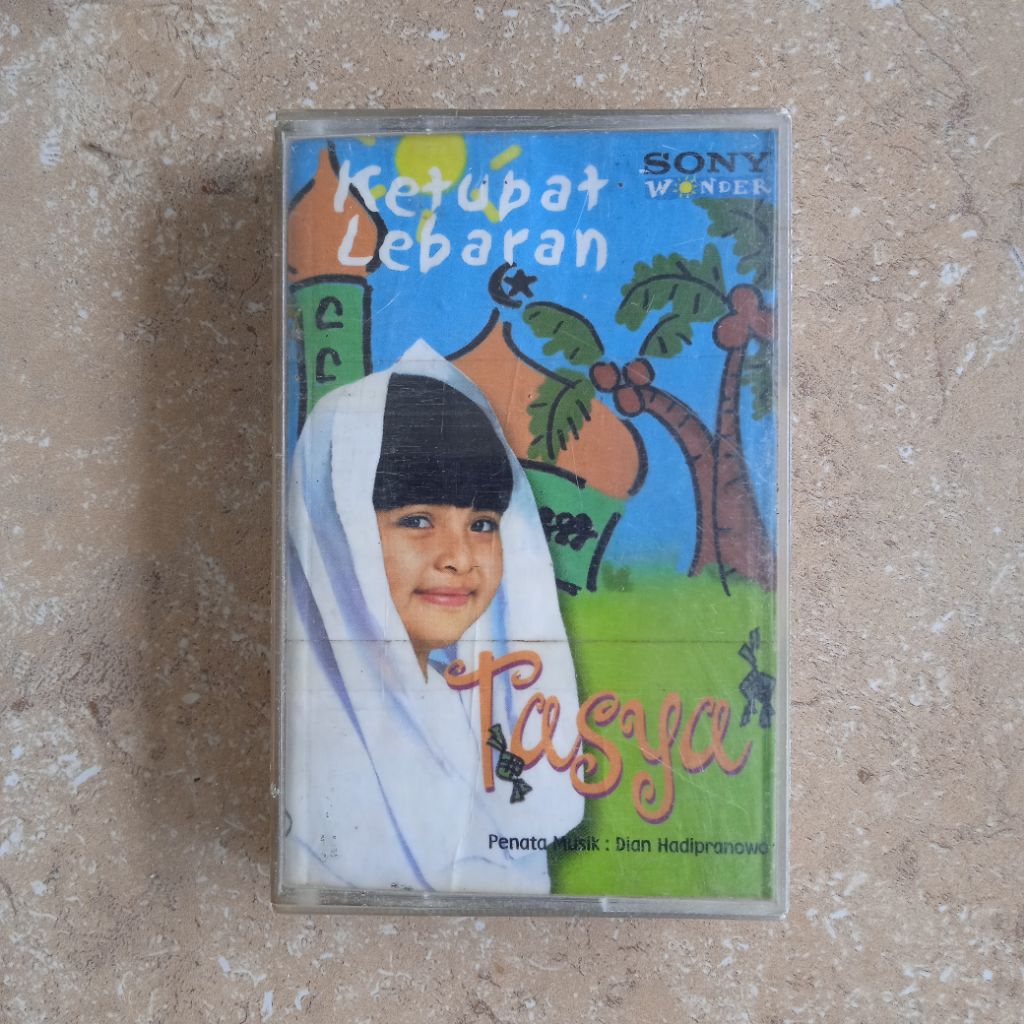 Ketupat
Lebaran
SONY
WONDER
Tasya
Penata Musik : Dian Hadipranowo